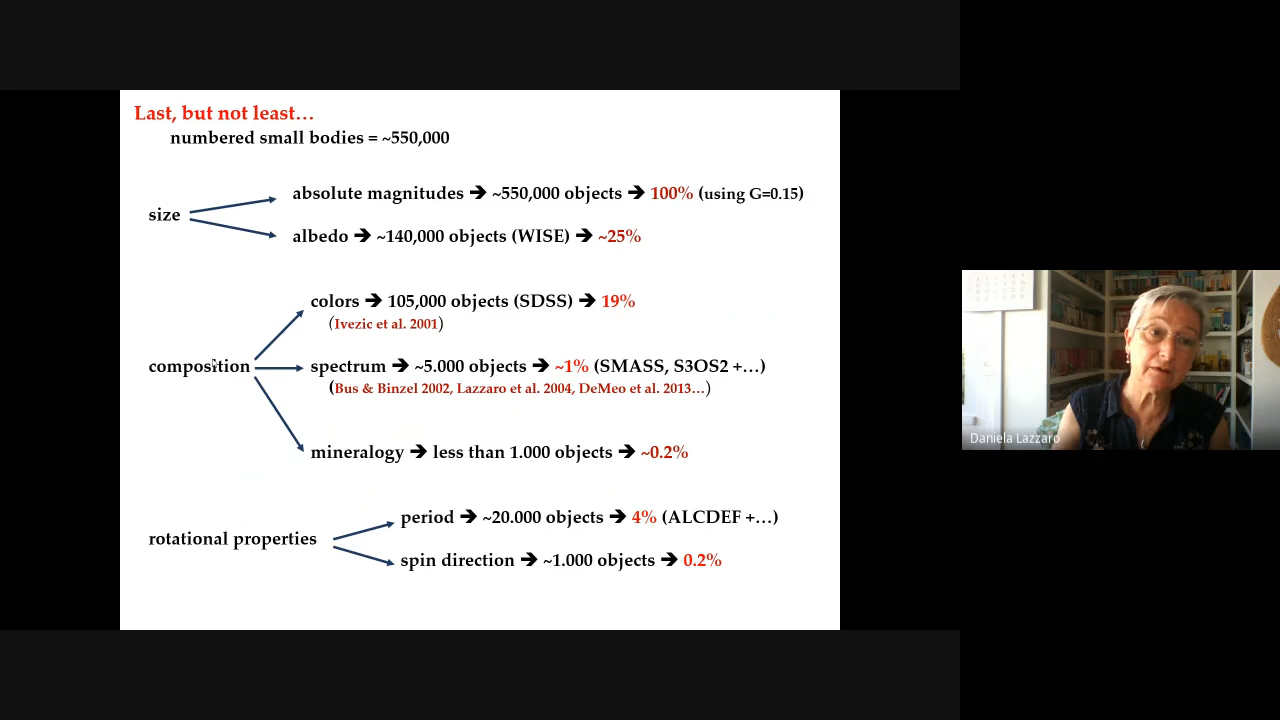 Last, but not least…
numbered small bodies = ~550,000
absolute magnitudes ➔ ~550,000 objects ➔ 100% (using G=0.15)
size
albedo ➔ ~140,000 objects (WISE) ➔ ~25%
colors ➔ 105,000 objects (SDSS) ➔ 19%
(Ivezic et al. 2001)
composition
spectrum ➔ ~5.000 objects ➔ ~1% (SMASS, S3OS2 +…)
(Bus & Binzel 2002, Lazzaro et al. 2004, DeMeo et al. 2013…)
mineralogy ➔ less than 1.000 objects ➔ ~0.2%
period ➔ ~20.000 objects ➔ 4% (ALCDEF +…)
rotational properties
spin direction ➔ ~1.000 objects ➔ 0.2%
Daniela Lazzaro